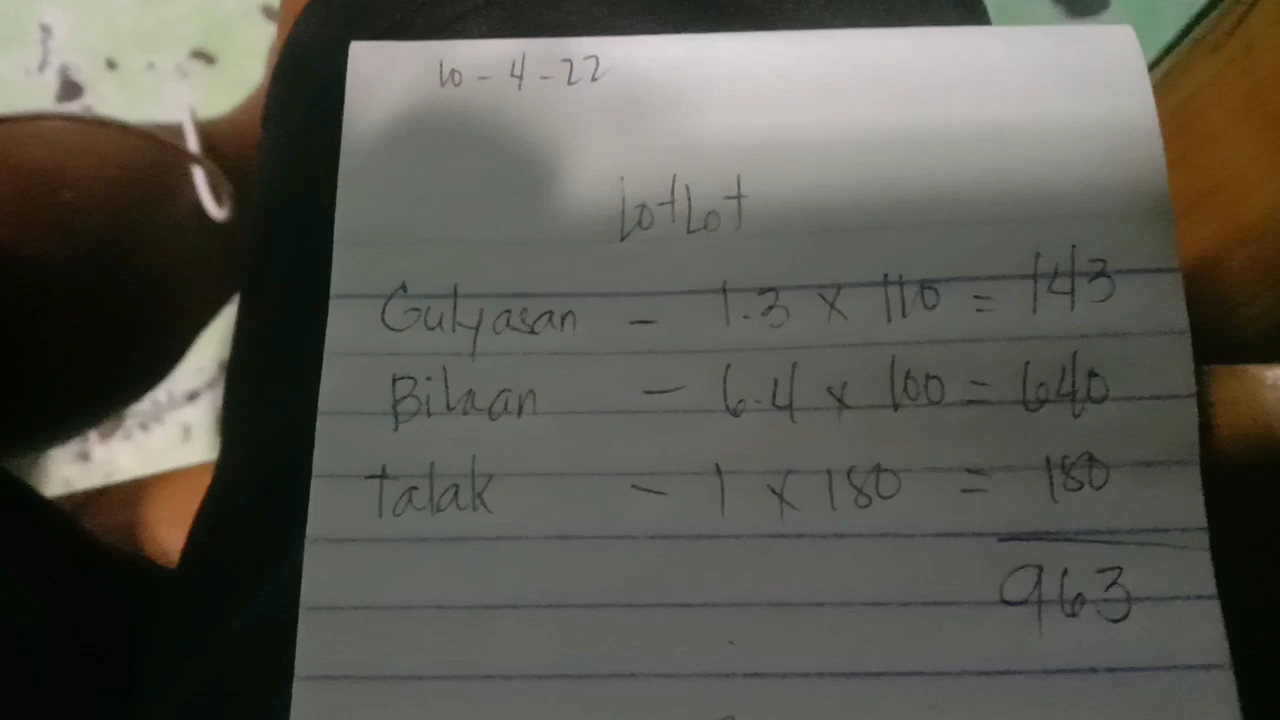 10-4-22
LotLot
Gulyasan - 1.3 x 110 = 143
Bilaan - 6.4 x 100 = 640
talak - 1 x 180 = 180
963